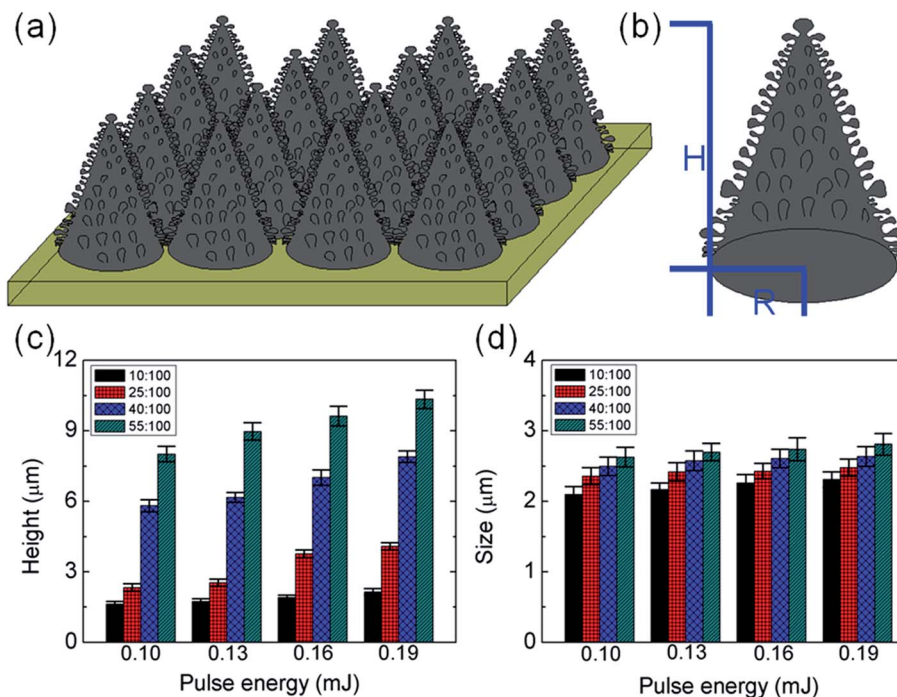 (a)
(b)
H
R
(c)
(d)
12
9
6
3
0
Height (μm)
10:100
25:100
40:100
55:100
0.10 0.13 0.16 0.19
Pulse energy (mJ)
4
3
2
1
0
Size (μm)
10:100
25:100
40:100
55:100
0.10 0.13 0.16 0.19
Pulse energy (mJ)